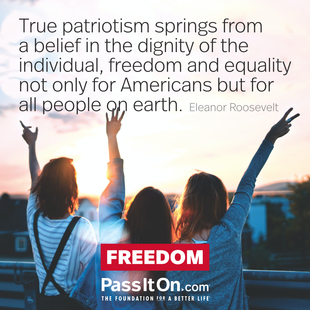 True patriotism springs from
a belief in the dignity of the
individual, freedom and equality
not only for Americans but for
all people on earth. Eleanor Roosevelt
FREEDOM
PassItOn.com
THE FOUNDATION FOR A BETTER LIFE